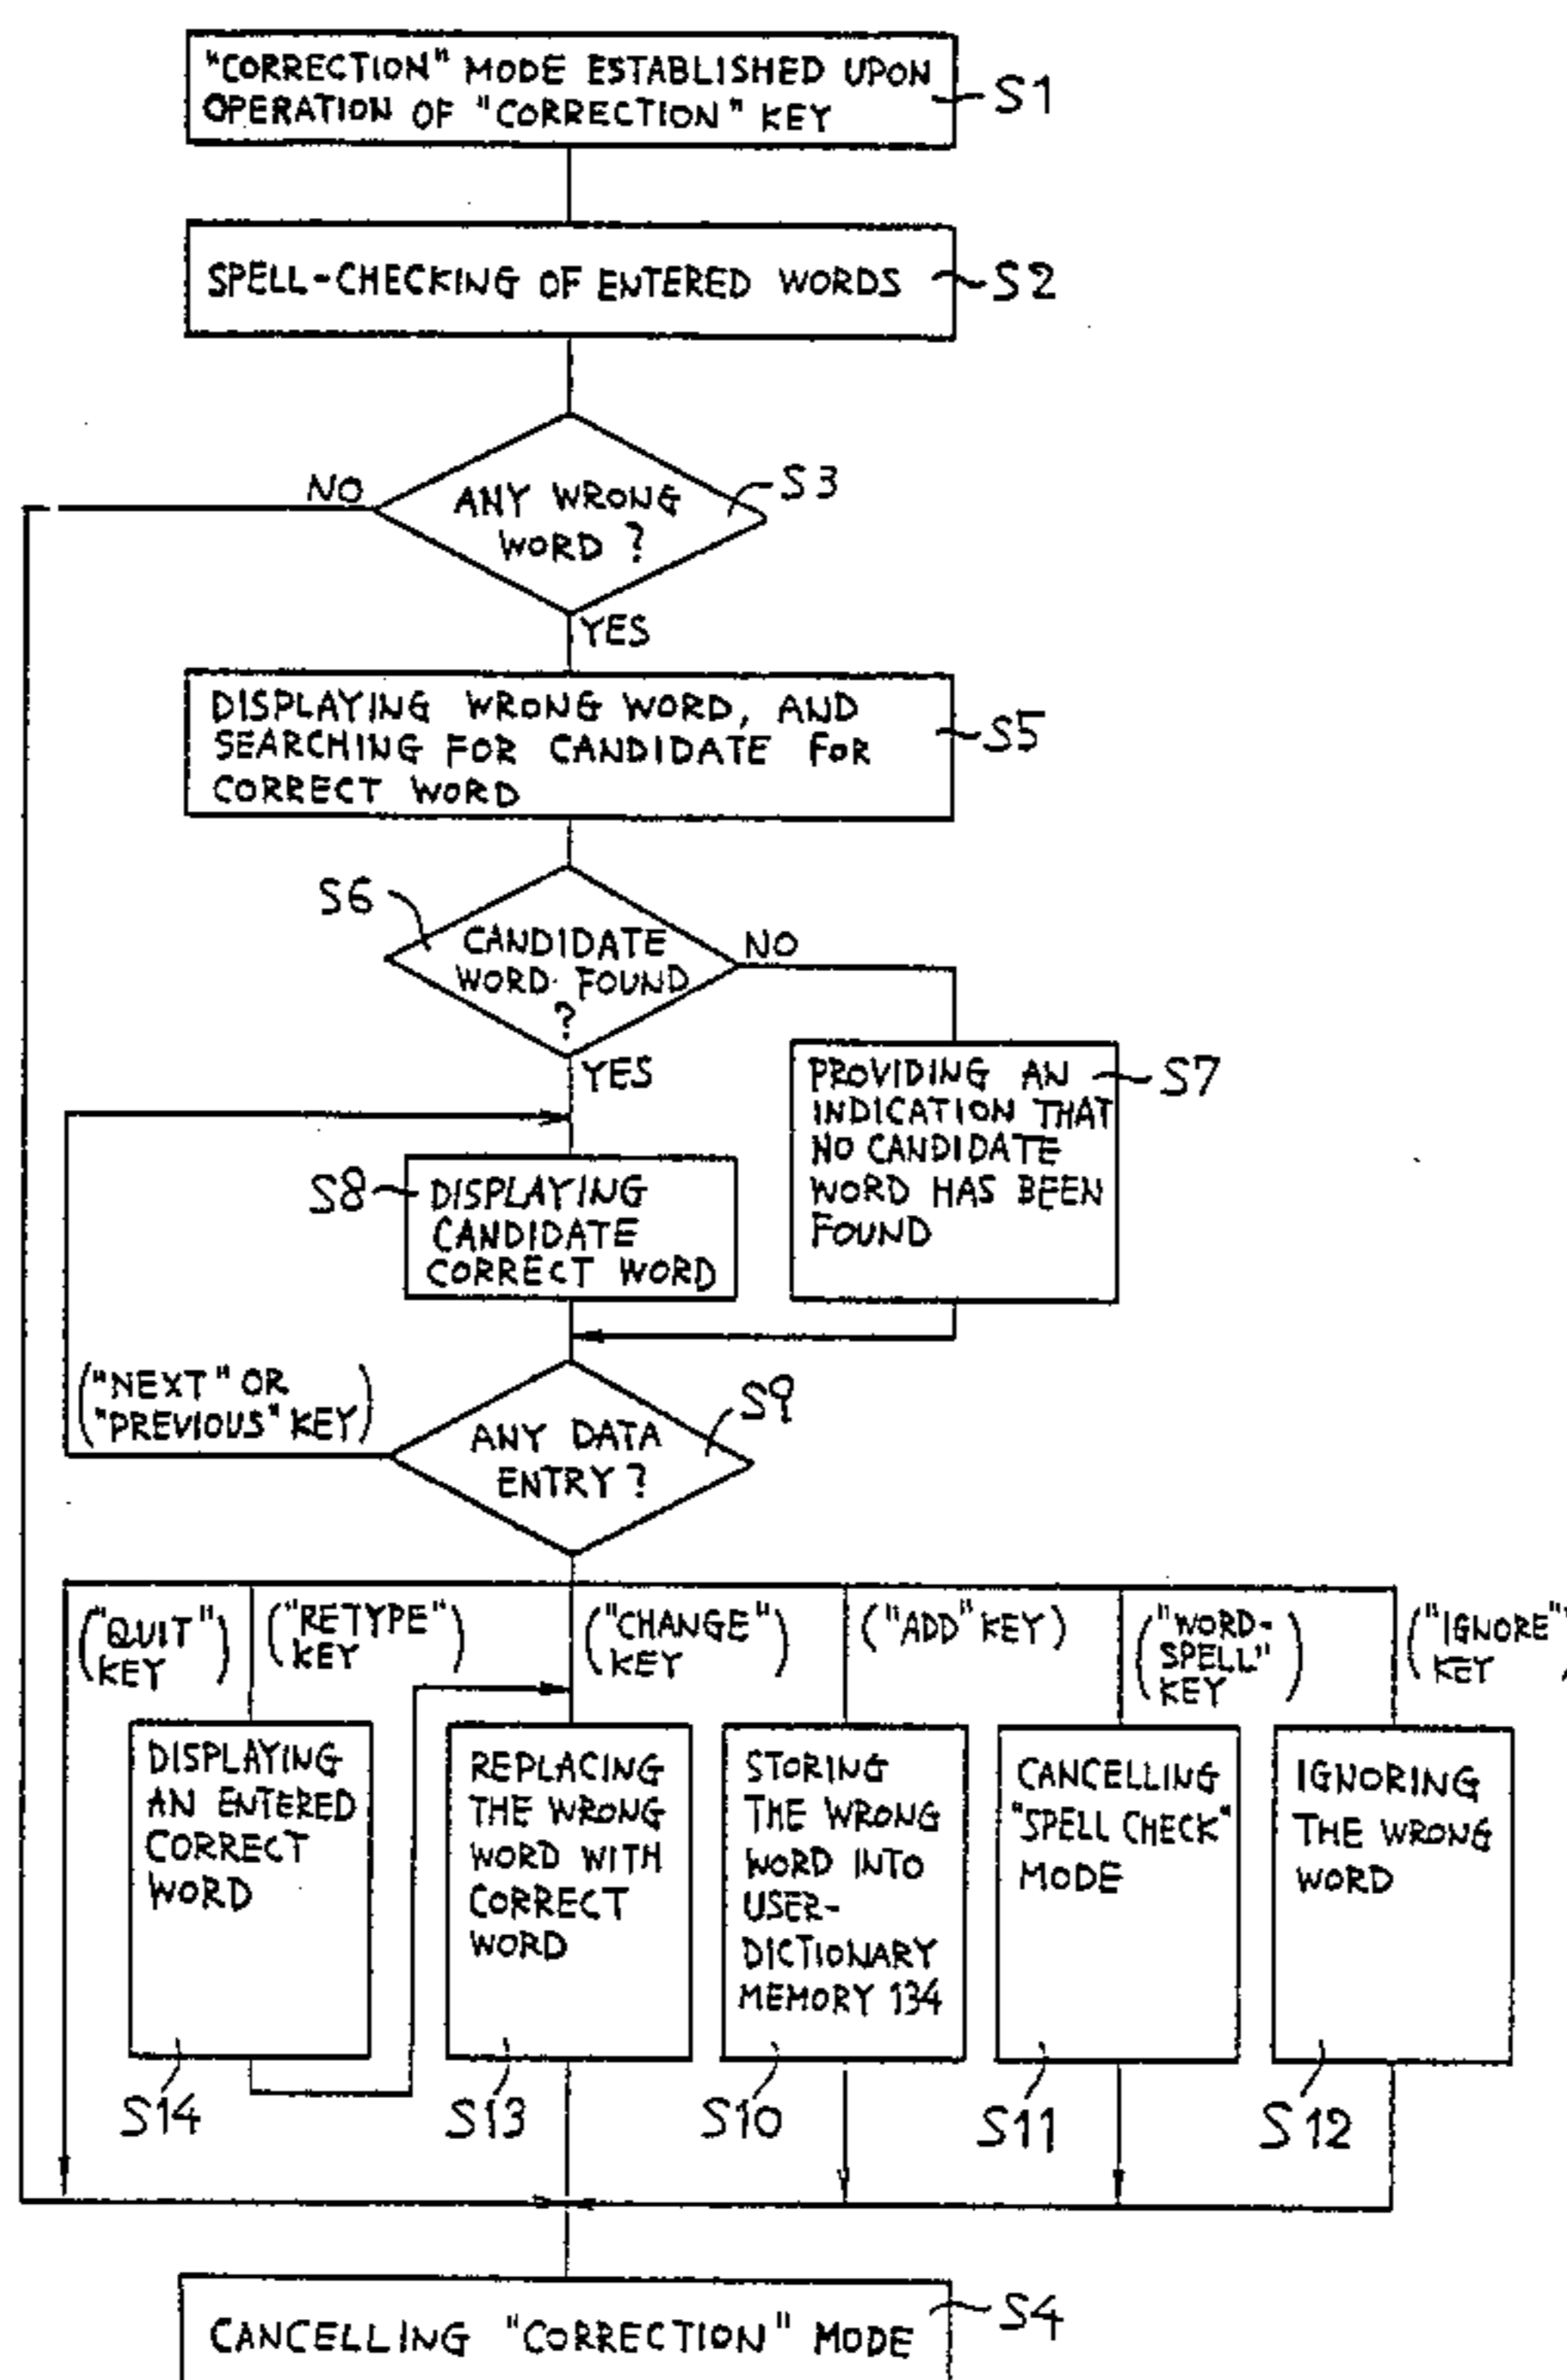 "CORRECTION" MODE ESTABLISHED UPON
OPERATION OF "CORRECTION" KEY
S1
SPELL-CHECKING OF ENTERED WORDS
S2
NO
ANY WRONG
WORD ?
S3
YES
DISPLAYING WRONG WORD, AND
SEARCHING FOR CANDIDATE FOR
CORRECT WORD
S5
S6
CANDIDATE
WORD FOUND
?
NO
YES
PROVIDING AN
INDICATION THAT
NO CANDIDATE
WORD HAS BEEN
FOUND
S7
S8
DISPLAYING
CANDIDATE
CORRECT WORD
("NEXT" OR
"PREVIOUS" KEY)
ANY DATA
ENTRY ?
S9
("QUIT"
KEY)
("RETYPE"
KEY)
("CHANGE"
KEY)
("ADD" KEY)
("WORD-
SPELL"
KEY)
("IGNORE"
KEY)
DISPLAYING
AN ENTERED
CORRECT
WORD
REPLACING
THE WRONG
WORD WITH
CORRECT
WORD
STORING
THE WRONG
WORD INTO
USER-
DICTIONARY
MEMORY 134
CANCELLING
"SPELL CHECK"
MODE
IGNORING
THE WRONG
WORD
S14
S13
S10
S11
S12
CANCELLING "CORRECTION" MODE
S4